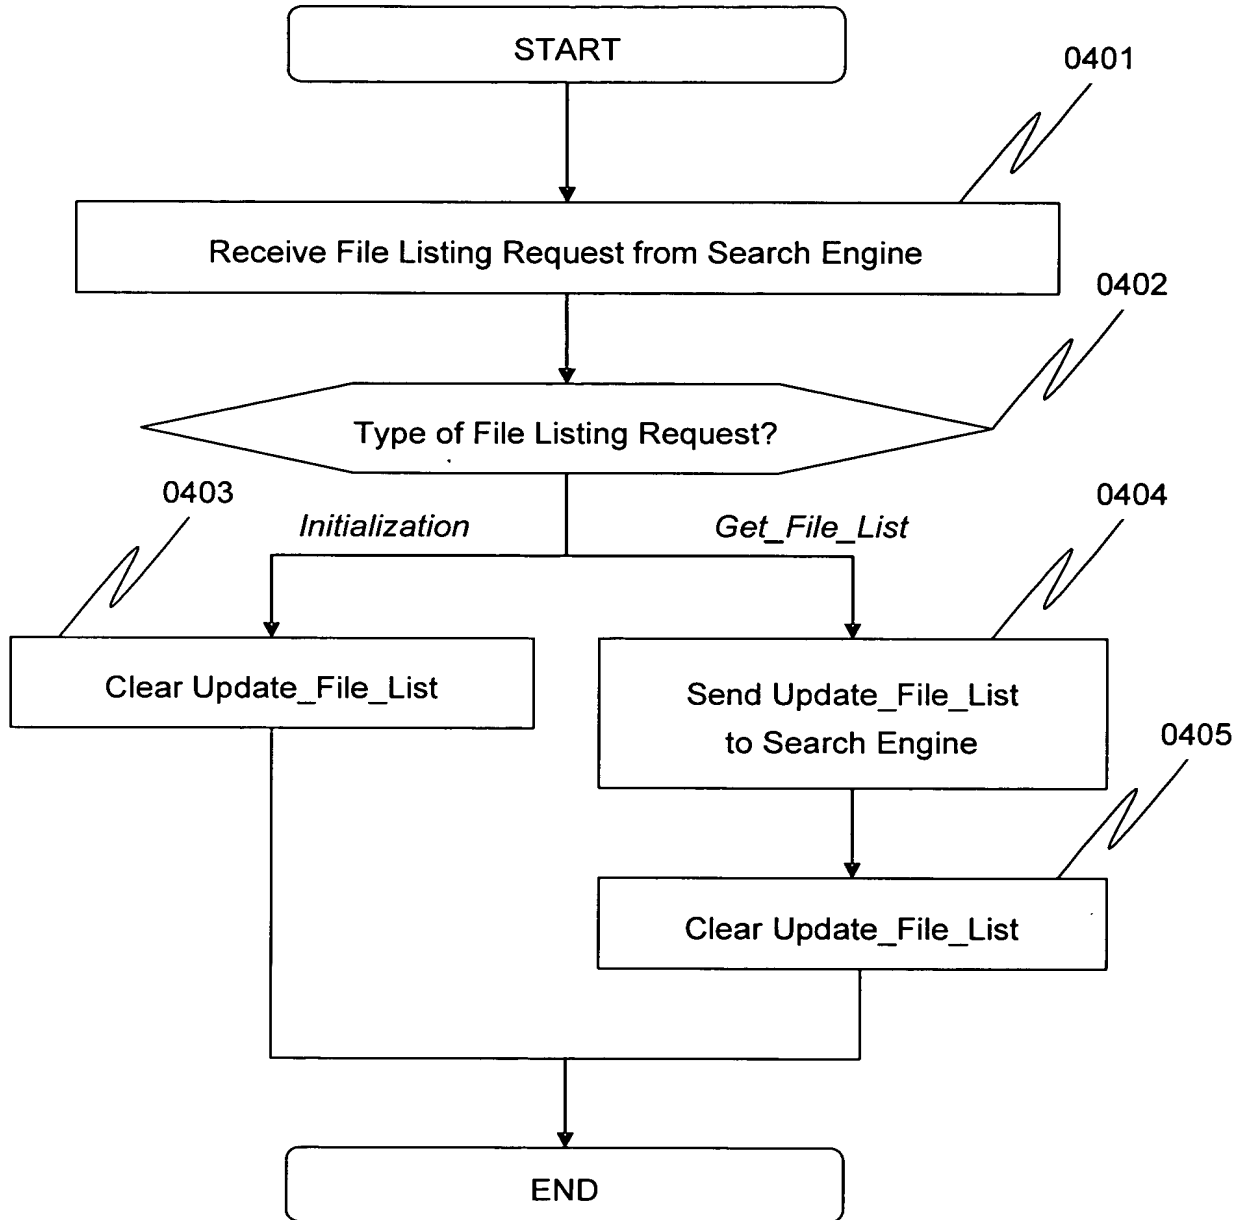 START
0401
Receive File Listing Request from Search Engine
0402
Type of File Listing Request?
0403
Initialization
Get_File_List
0404
Clear Update_File_List
Send Update_File_List
to Search Engine
0405
Clear Update_File_List
END